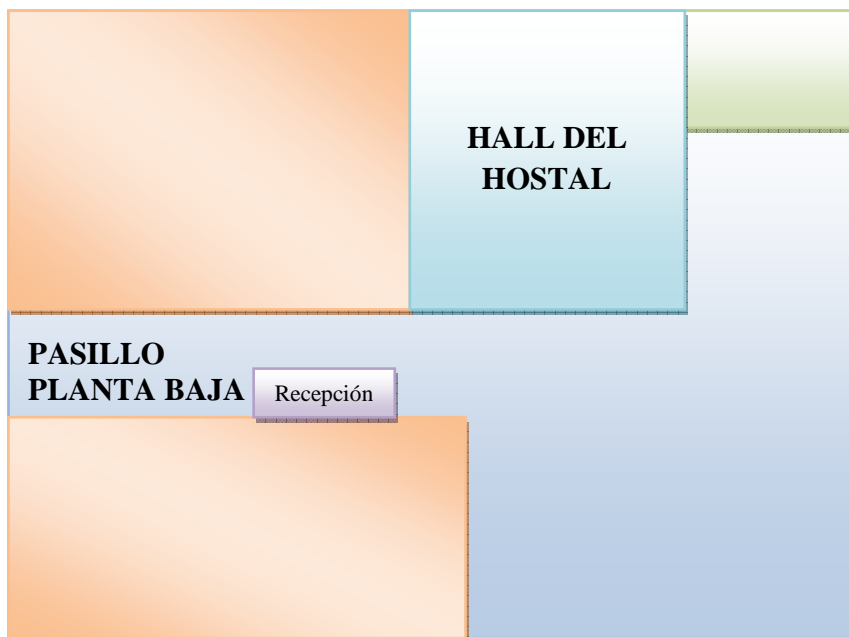 HALL DEL
HOSTAL
PASILLO
PLANTA BAJA
Recepción